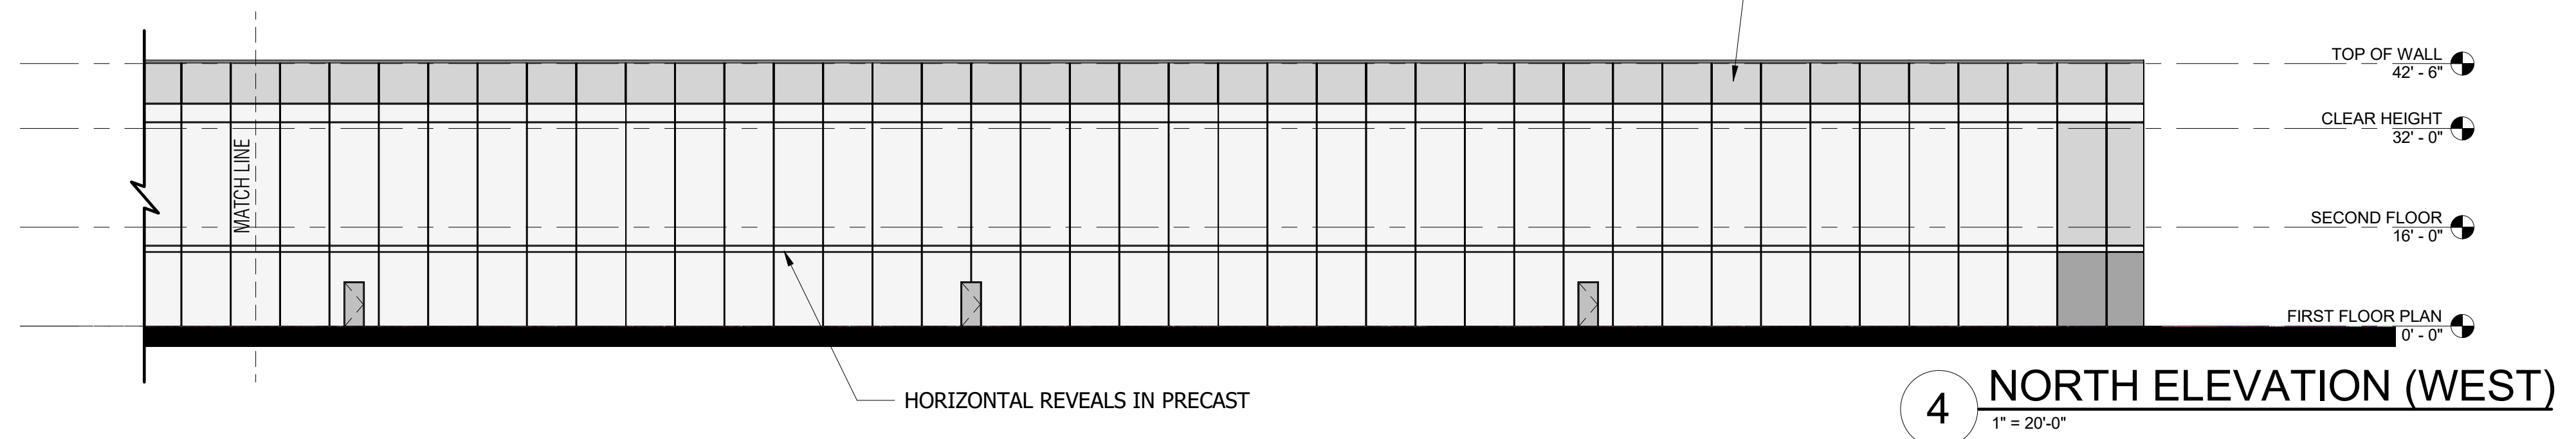 TOP OF WALL
42' - 6"
CLEAR HEIGHT
32' - 0"
MATCH LINE
SECOND FLOOR
16' - 0"
FIRST FLOOR PLAN
0' - 0"
HORIZONTAL REVEALS IN PRECAST
4
NORTH ELEVATION (WEST)
1" = 20'-0"